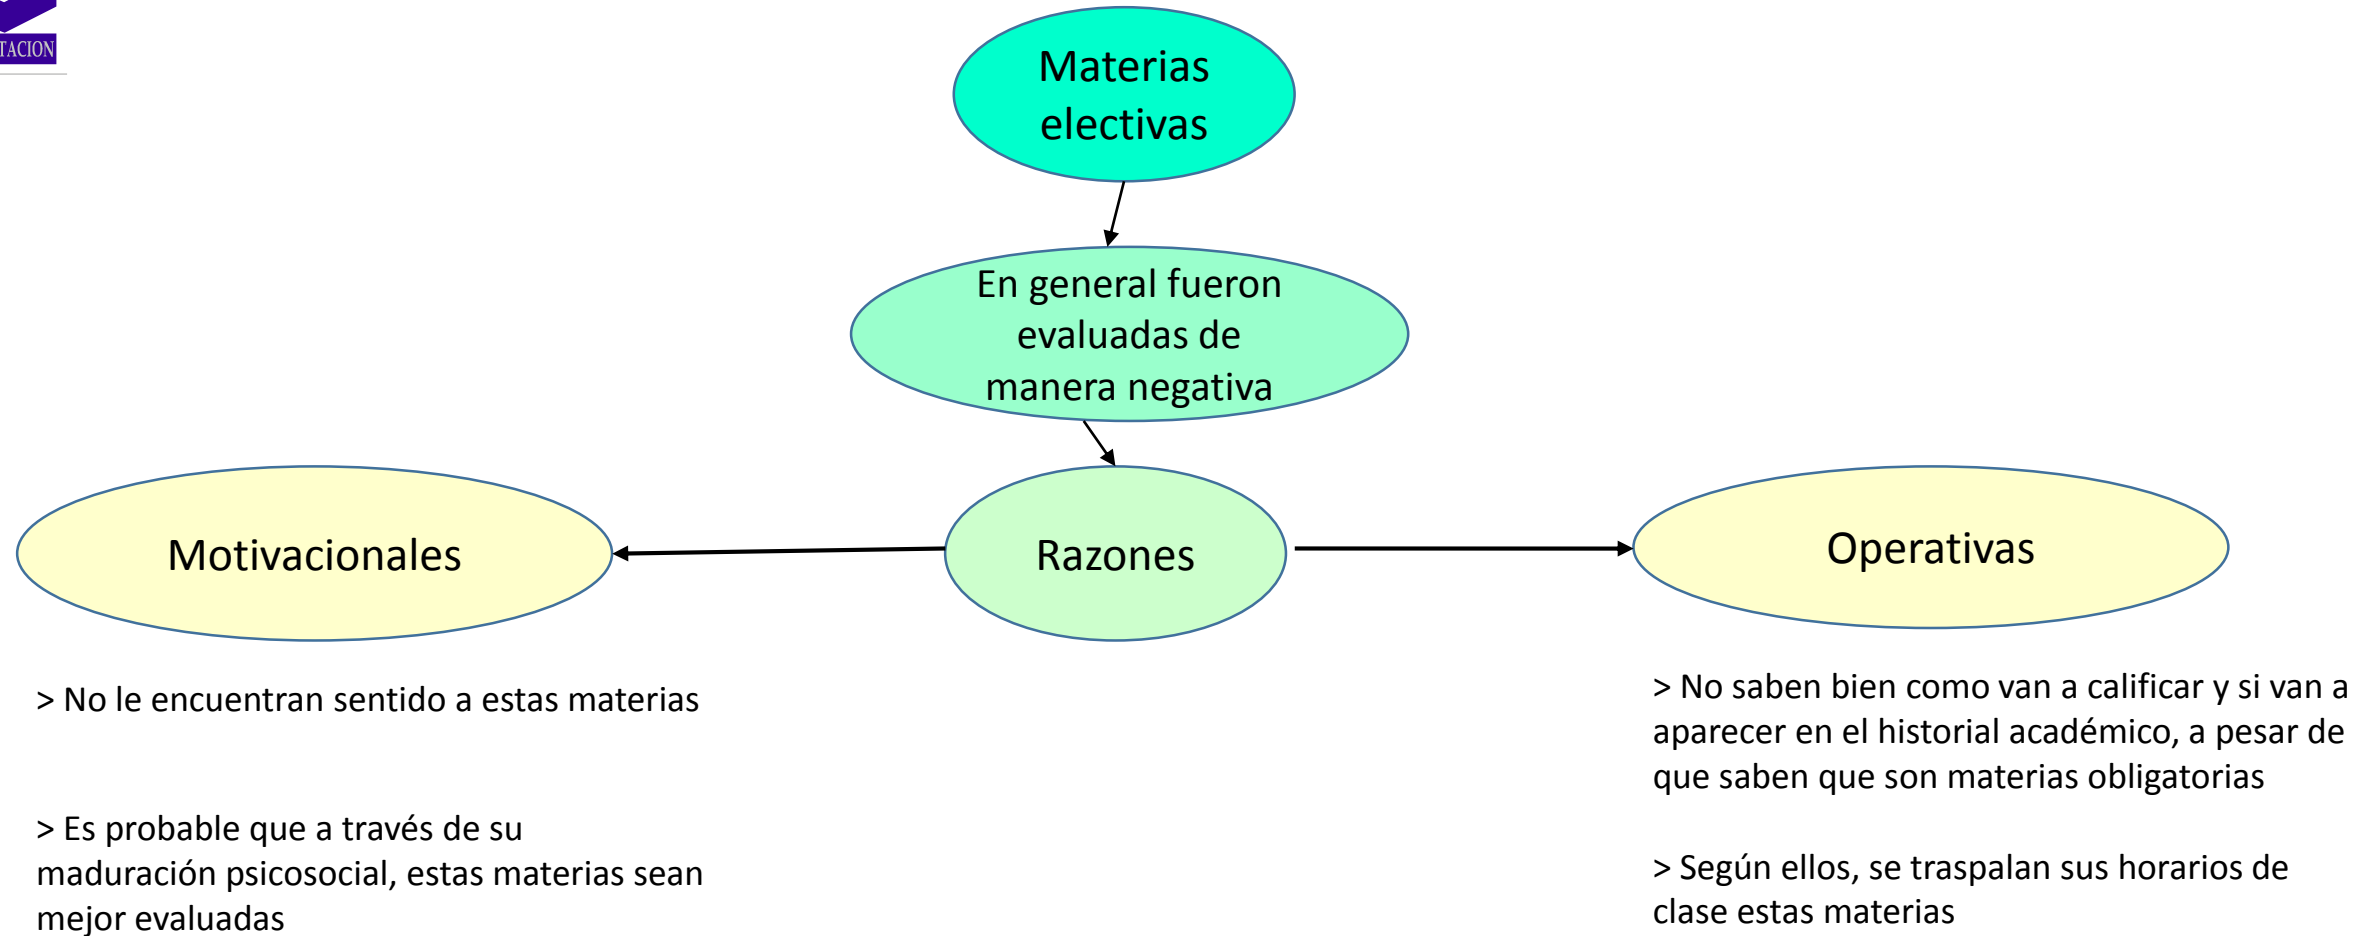 TACION
Materias
electivas
En general fueron
evaluadas de
manera negativa
Motivacionales
Razones
Operativas
> No le encuentran sentido a estas materias
> Es probable que a través de su
maduración psicosocial, estas materias sean
mejor evaluadas
> No saben bien como van a calificar y si van a
aparecer en el historial académico, a pesar de
que saben que son materias obligatorias
> Según ellos, se traspalan sus horarios de
clase estas materias